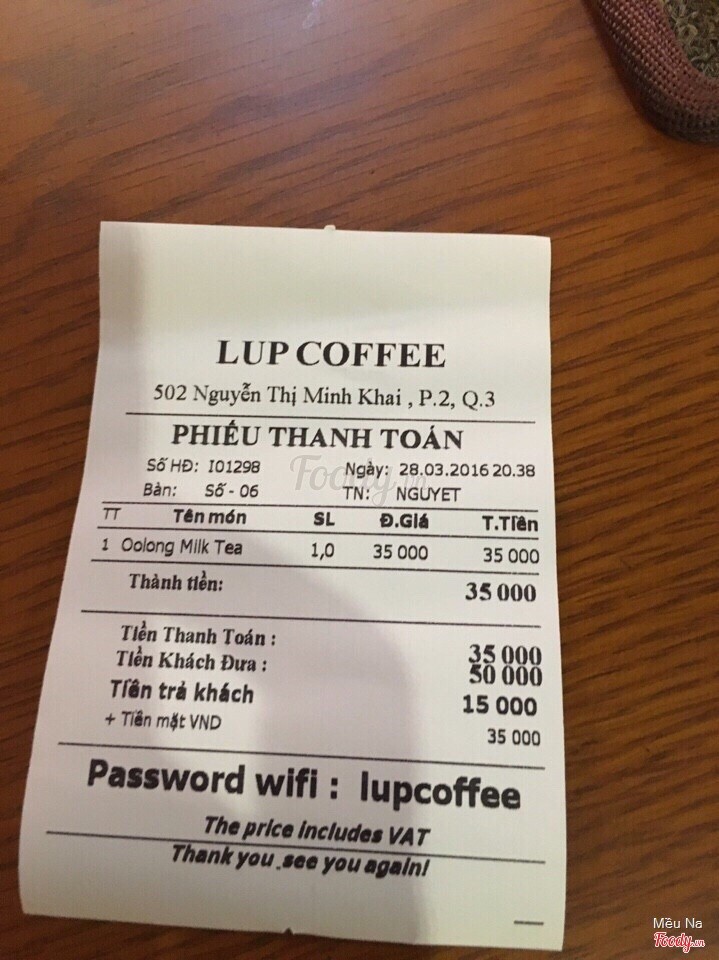 LUP COFFEE
502 Nguyễn Thị Minh Khai , P.2, Q.3
PHIẾU THANH TOÁN
Số HĐ: I01298 Ngày: 28.03.2016 20.38
Bàn: Số - 06 TN: NGUYET
TT Tên món SL Đ.Giá T.Tiền
1 Oolong Milk Tea 1,0 35 000 35 000
Thành tiền: 35 000
Tiền Thanh Toán : 35 000
Tiền Khách Đưa : 50 000
Tiền trả khách 15 000
+ Tiền mặt VND 35 000
Password wifi : lupcoffee
The price includes VAT
Thank you .see you again!
Foody.vn
Mều Na
Foody.vn